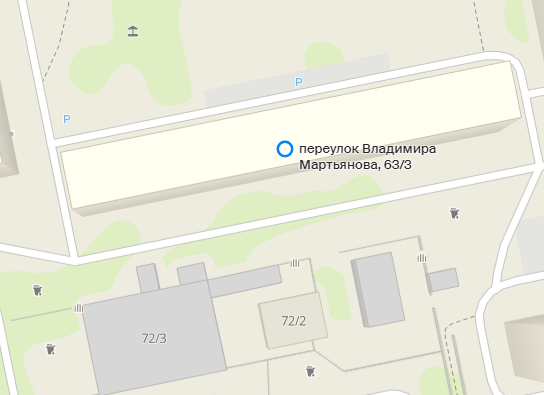 P
P
переулок Владимира
Мартьянова, 63/3
72/2
72/3